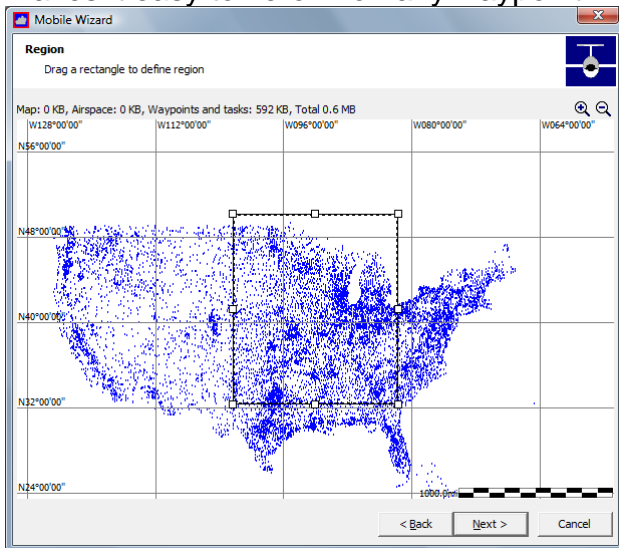 Mobile Wizard
Region
Drag a rectangle to define region
Map: 0 KB, Airspace: 0 KB, Waypoints and tasks: 592 KB, Total 0.6 MB
W128°00'00" W112°00'00" W096°00'00" W080°00'00" W064°00'00"
N56°00'00"
N48°00'00"
N40°00'00"
N32°00'00"
N24°00'00"
< Back Next > Cancel